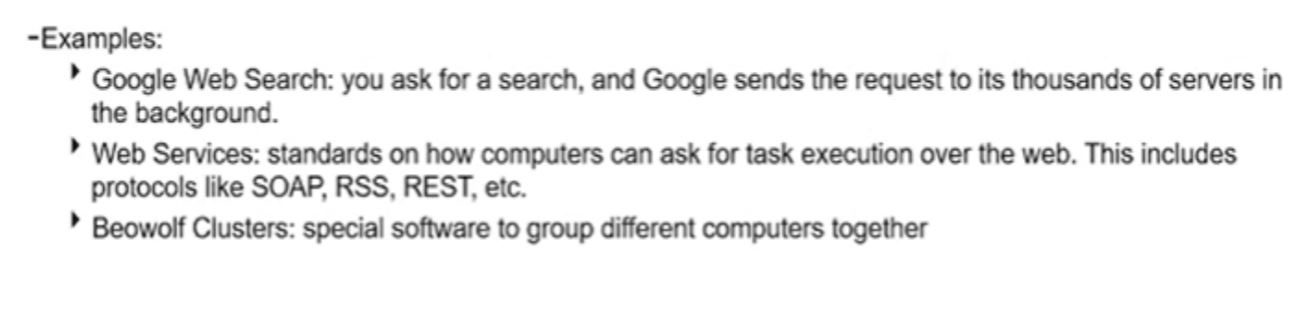 -Examples:
Google Web Search: you ask for a search, and Google sends the request to its thousands of servers in
the background.
Web Services: standards on how computers can ask for task execution over the web. This includes
protocols like SOAP, RSS, REST, etc.
Beowolf Clusters: special software to group different computers together